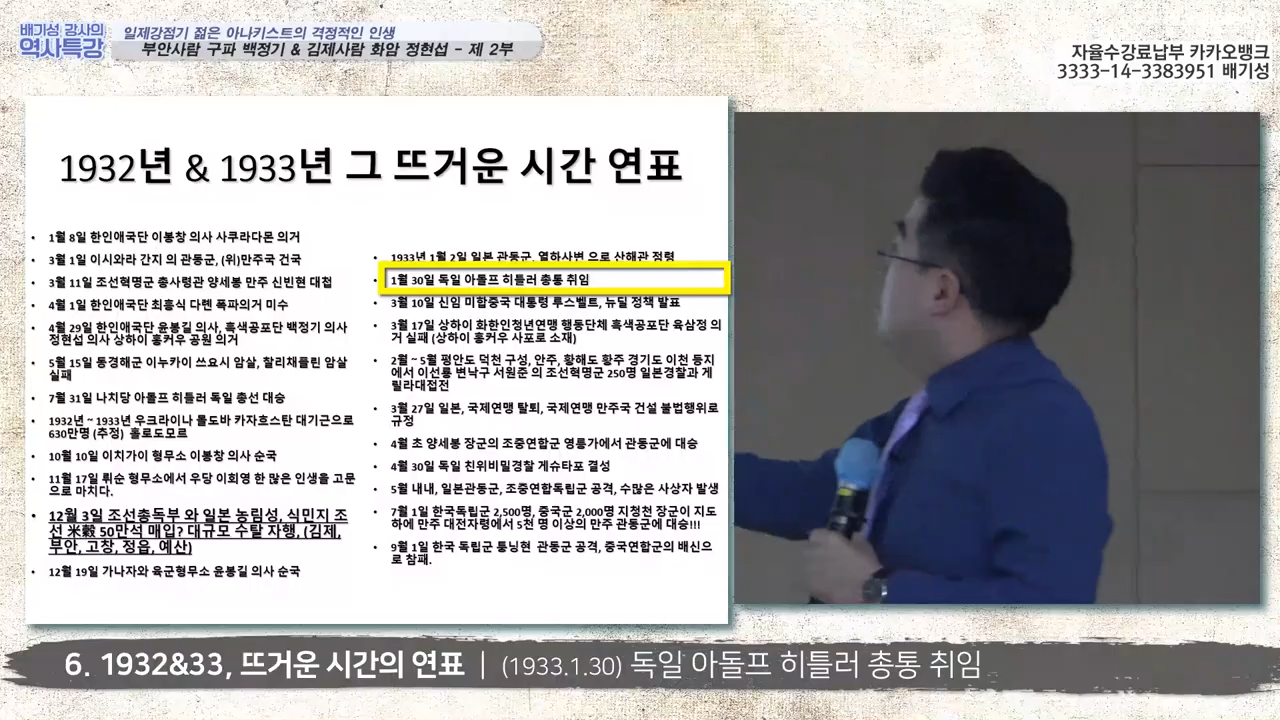 배기성 강사의
역사특강
일제강점기 젊은 아나키스트의 격정적인 인생
부안사람 구파 백정기 & 김제사람 화암 정현섭 - 제 2부
자율수강료납부 카카오뱅크
3333-14-3383951 배기성
1932년 & 1933년 그 뜨거운 시간 연표
• 1월 8일 한인애국단 이봉창 의사 사쿠라다몬 의거
• 3월 1일 이시와라 간지 의 관동군, (위)만주국 건국
• 3월 11일 조선혁명군 총사령관 양세봉 만주 신빈현 대첩
• 4월 1일 한인애국단 최흥식 다롄 폭파의거 미수
• 4월 29일 한인애국단 윤봉길 의사, 흑색공포단 백정기 의사
정현섭 의사 상하이 훙커우 공원 의거
• 5월 15일 동경해군 이누카이 쓰요시 암살, 찰리채플린 암살
실패
• 7월 31일 나치당 아돌프 히틀러 독일 총선 대승
• 1932년 ~ 1933년 우크라이나 몰도바 카자흐스탄 대기근으로
630만명 (추정) 홀로도모르
• 10월 10일 이치가이 형무소 이봉창 의사 순국
• 11월 17일 뤼순 형무소에서 우당 이회영 한 많은 인생을 고문
으로 마치다.
• 12월 3일 조선총독부 와 일본 농림성, 식민지 조
선 米穀 50만석 매입? 대규모 수탈 자행, (김제,
부안, 고창, 정읍, 예산)
• 12월 19일 가나자와 육군형무소 윤봉길 의사 순국
• 1933년 1월 2일 일본 관동군, 열하사변 으로 산해관 점령
• 1월 30일 독일 아돌프 히틀러 총통 취임
• 3월 10일 신임 미합중국 대통령 루스벨트, 뉴딜 정책 발표
• 3월 17일 상하이 화한인청년연맹 행동단체 흑색공포단 육삼정 의
거 실패 (상하이 훙커우 사포로 소재)
• 2월 ~ 5월 평안도 덕천 구성, 안주, 황해도 황주 경기도 이천 등지
에서 이선룡 변낙구 서원준 의 조선혁명군 250명 일본경찰과 게
릴라대접전
• 3월 27일 일본, 국제연맹 탈퇴, 국제연맹 만주국 건설 불법행위로
규정
• 4월 초 양세봉 장군의 조중연합군 영릉가에서 관동군에 대승
• 4월 30일 독일 친위비밀경찰 게슈타포 결성
• 5월 내내, 일본관동군, 조중연합독립군 공격, 수많은 사상자 발생
• 7월 1일 한국독립군 2,500명, 중국군 2,000명 지청천 장군이 지도
하에 만주 대전자령에서 5천 명 이상의 만주 관동군에 대승!!!
• 9월 1일 한국 독립군 퉁닝현 관동군 공격, 중국연합군의 배신으
로 참패.
6. 1932&33, 뜨거운 시간의 연표 | (1933.1.30) 독일 아돌프 히틀러 총통 취임